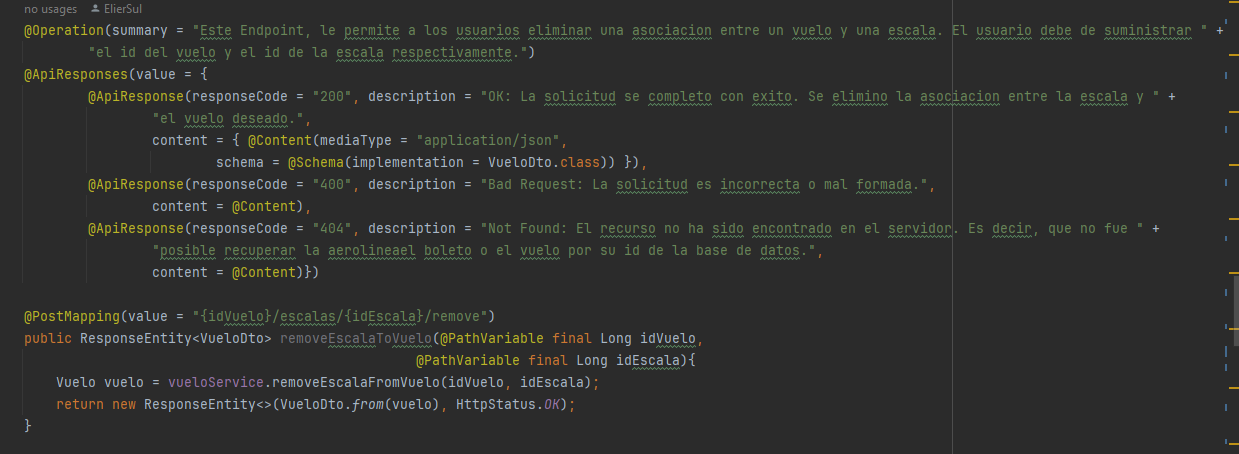 no usages   ElierSul
@Operation(summary = "Este Endpoint, le permite a los usuarios eliminar una asociacion entre un vuelo y una escala. El usuario debe de suministrar " +
        "el id del vuelo y el id de la escala respectivamente.")
@ApiResponses(value = {
        @ApiResponse(responseCode = "200", description = "OK: La solicitud se completo con exito. Se elimino la asociacion entre la escala y " +
                "el vuelo deseado.",
                content = { @Content(mediaType = "application/json",
                        schema = @Schema(implementation = VueloDto.class)) }),
        @ApiResponse(responseCode = "400", description = "Bad Request: La solicitud es incorrecta o mal formada.",
                content = @Content),
        @ApiResponse(responseCode = "404", description = "Not Found: El recurso no ha sido encontrado en el servidor. Es decir, que no fue " +
                "posible recuperar la aerolineael boleto o el vuelo por su id de la base de datos.",
                content = @Content)})
@PostMapping(value = "{idVuelo}/escalas/{idEscala}/remove")
public ResponseEntity<VueloDto> removeEscalaToVuelo(@PathVariable final Long idVuelo,
                                                 @PathVariable final Long idEscala){
    Vuelo vuelo = vueloService.removeEscalaFromVuelo(idVuelo, idEscala);
    return new ResponseEntity<>(VueloDto.from(vuelo), HttpStatus.OK);
}